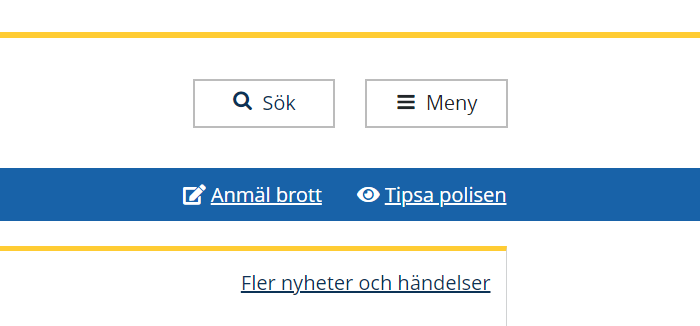 Sök
Meny
Anmäl brott
Tipsa polisen
Fler nyheter och händelser